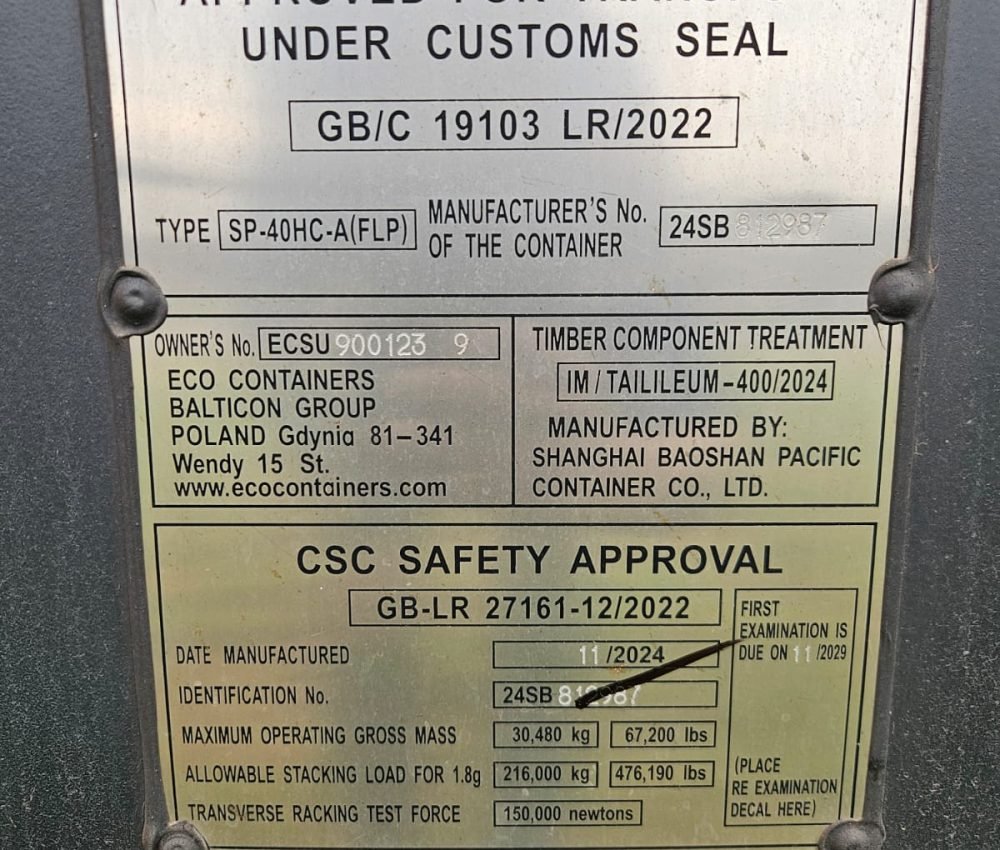 APPROVED FOR TRANSPORT
UNDER CUSTOMS SEAL
GB/C 19103 LR/2022
TYPE SP-40HC-A(FLP)
MANUFACTURER'S No.
OF THE CONTAINER
24SB 812987
OWNER'S No. ECSU 900123 9
ECO CONTAINERS
BALTICON GROUP
POLAND Gdynia 81-341
Wendy 15 St.
www.ecocontainers.com
TIMBER COMPONENT TREATMENT
IM / TAILILEUM-400/2024
MANUFACTURED BY:
SHANGHAI BAOSHAN PACIFIC
CONTAINER CO., LTD.
CSC SAFETY APPROVAL
GB-LR 27161-12/2022
DATE MANUFACTURED 11 /2024
IDENTIFICATION No. 24SB 812987
MAXIMUM OPERATING GROSS MASS 30,480 kg 67,200 lbs
ALLOWABLE STACKING LOAD FOR 1.8g 216,000 kg 476,190 lbs
TRANSVERSE RACKING TEST FORCE 150,000 newtons
FIRST
EXAMINATION IS
DUE ON 11 /2029
(PLACE
RE EXAMINATION
DECAL HERE)